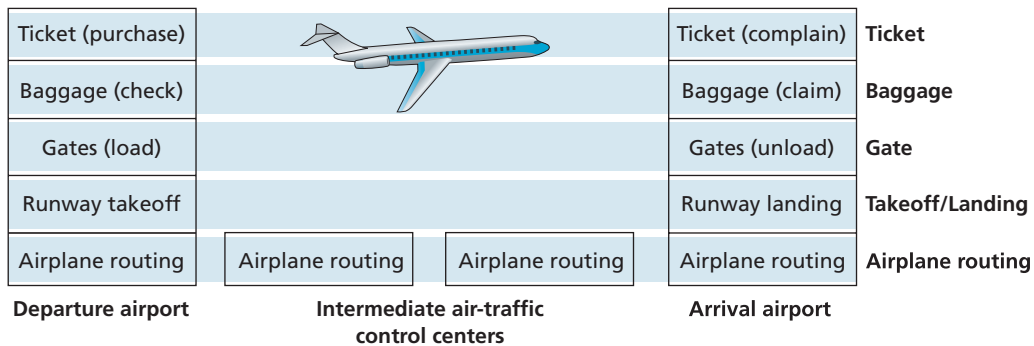 Ticket (purchase)
Ticket (complain)
Ticket
Baggage (check)
Baggage (claim)
Baggage
Gates (load)
Gates (unload)
Gate
Runway takeoff
Runway landing
Takeoff/Landing
Airplane routing
Airplane routing
Airplane routing
Airplane routing
Airplane routing
Departure airport
Intermediate air-traffic
control centers
Arrival airport